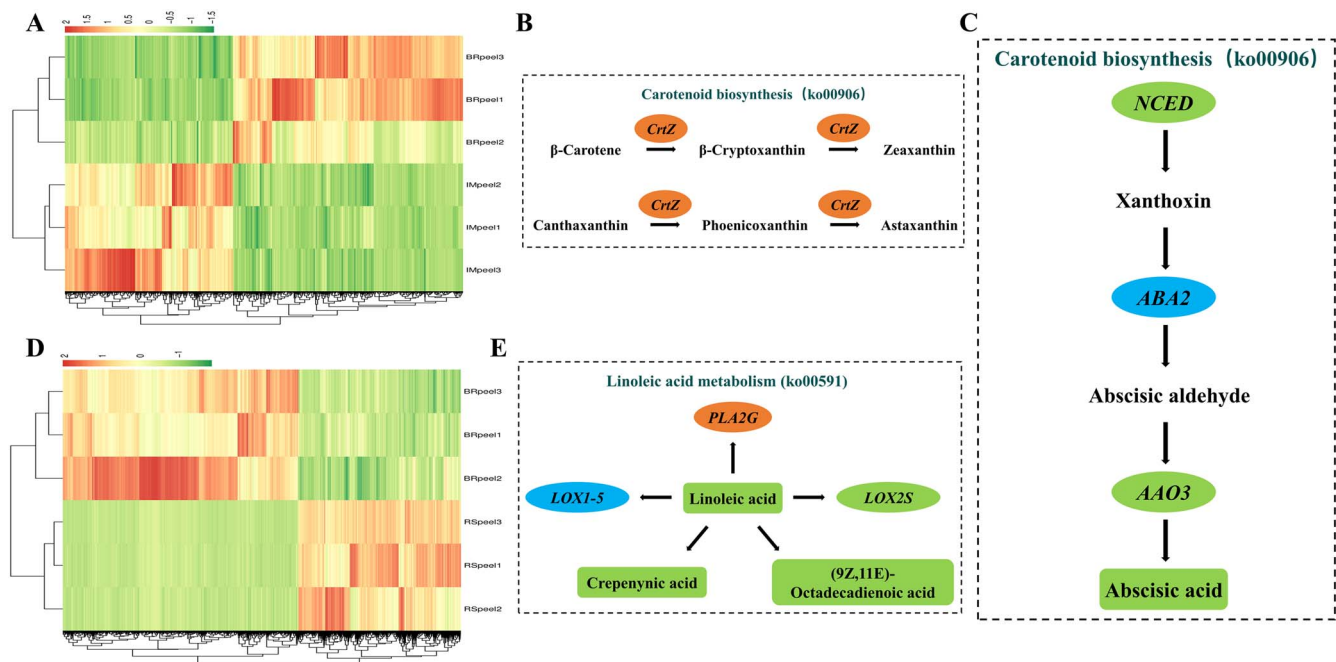 A
2
1.5
1
0.5
0
-0.5
-1
-1.5
BRpeel3
BRpeel1
BRpeel2
IMpeel2
IMpeel1
IMpeel3
B
Carotenoid biosynthesis (ko00906)
CrtZ CrtZ
β-Carotene β-Cryptoxanthin Zeaxanthin
CrtZ CrtZ
Canthaxanthin Phoenicoxanthin Astaxanthin
C
Carotenoid biosynthesis (ko00906)
NCED
Xanthoxin
ABA2
Abscisic aldehyde
AAO3
Abscisic acid
D
2
1
0
-1
BRpeel3
BRpeel1
BRpeel2
RSpeel3
RSpeel1
RSpeel2
E
Linoleic acid metabolism (ko00591)
PLA2G
LOX1-5 Linoleic acid LOX2S
Crepenynic acid
(9Z,11E)-
Octadecadienoic acid